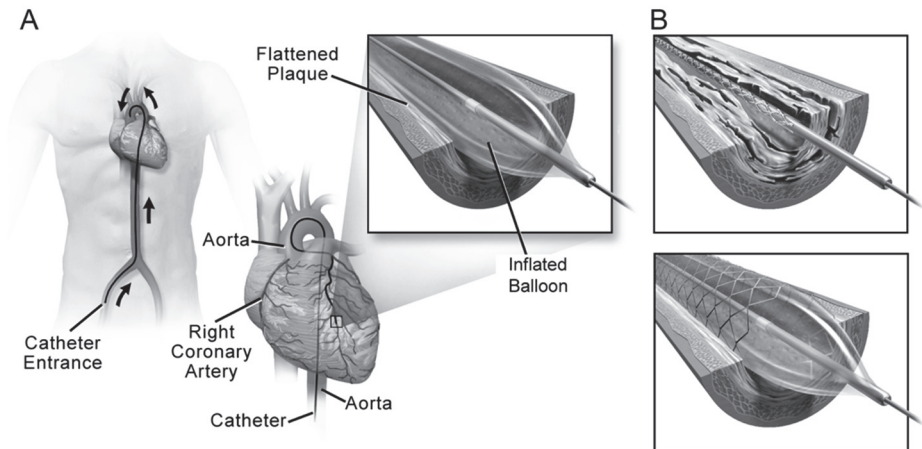 A
B
Flattened
Plaque
Aorta
Inflated
Balloon
Catheter
Entrance
Right
Coronary
Artery
Aorta
Catheter